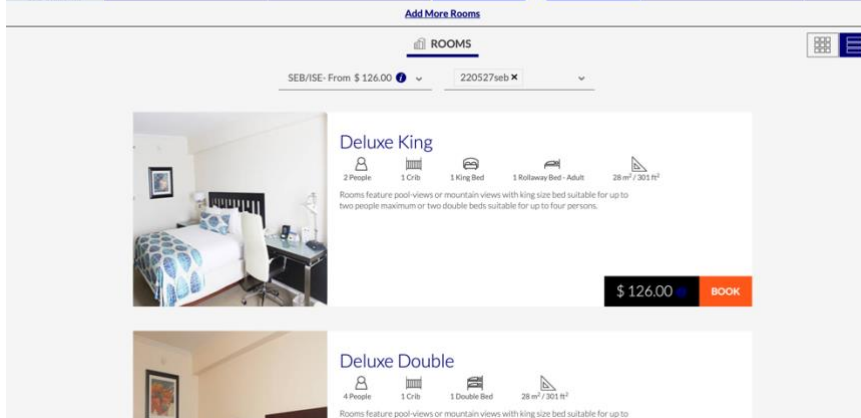 Add More Rooms
ROOMS
SEB/ISE- From $ 126.00 i
220527seb ×
Deluxe King
2 People 1 Crib 1 King Bed 1 Rollaway Bed - Adult 28 m² / 301 ft²
Rooms feature pool-views or mountain views with king size bed suitable for up to
two people maximum or two double beds suitable for up to four persons.
$ 126.00 BOOK
Deluxe Double
4 People 1 Crib 1 Double Bed 28 m² / 301 ft²
Rooms feature pool-views or mountain views with king size bed suitable for up to